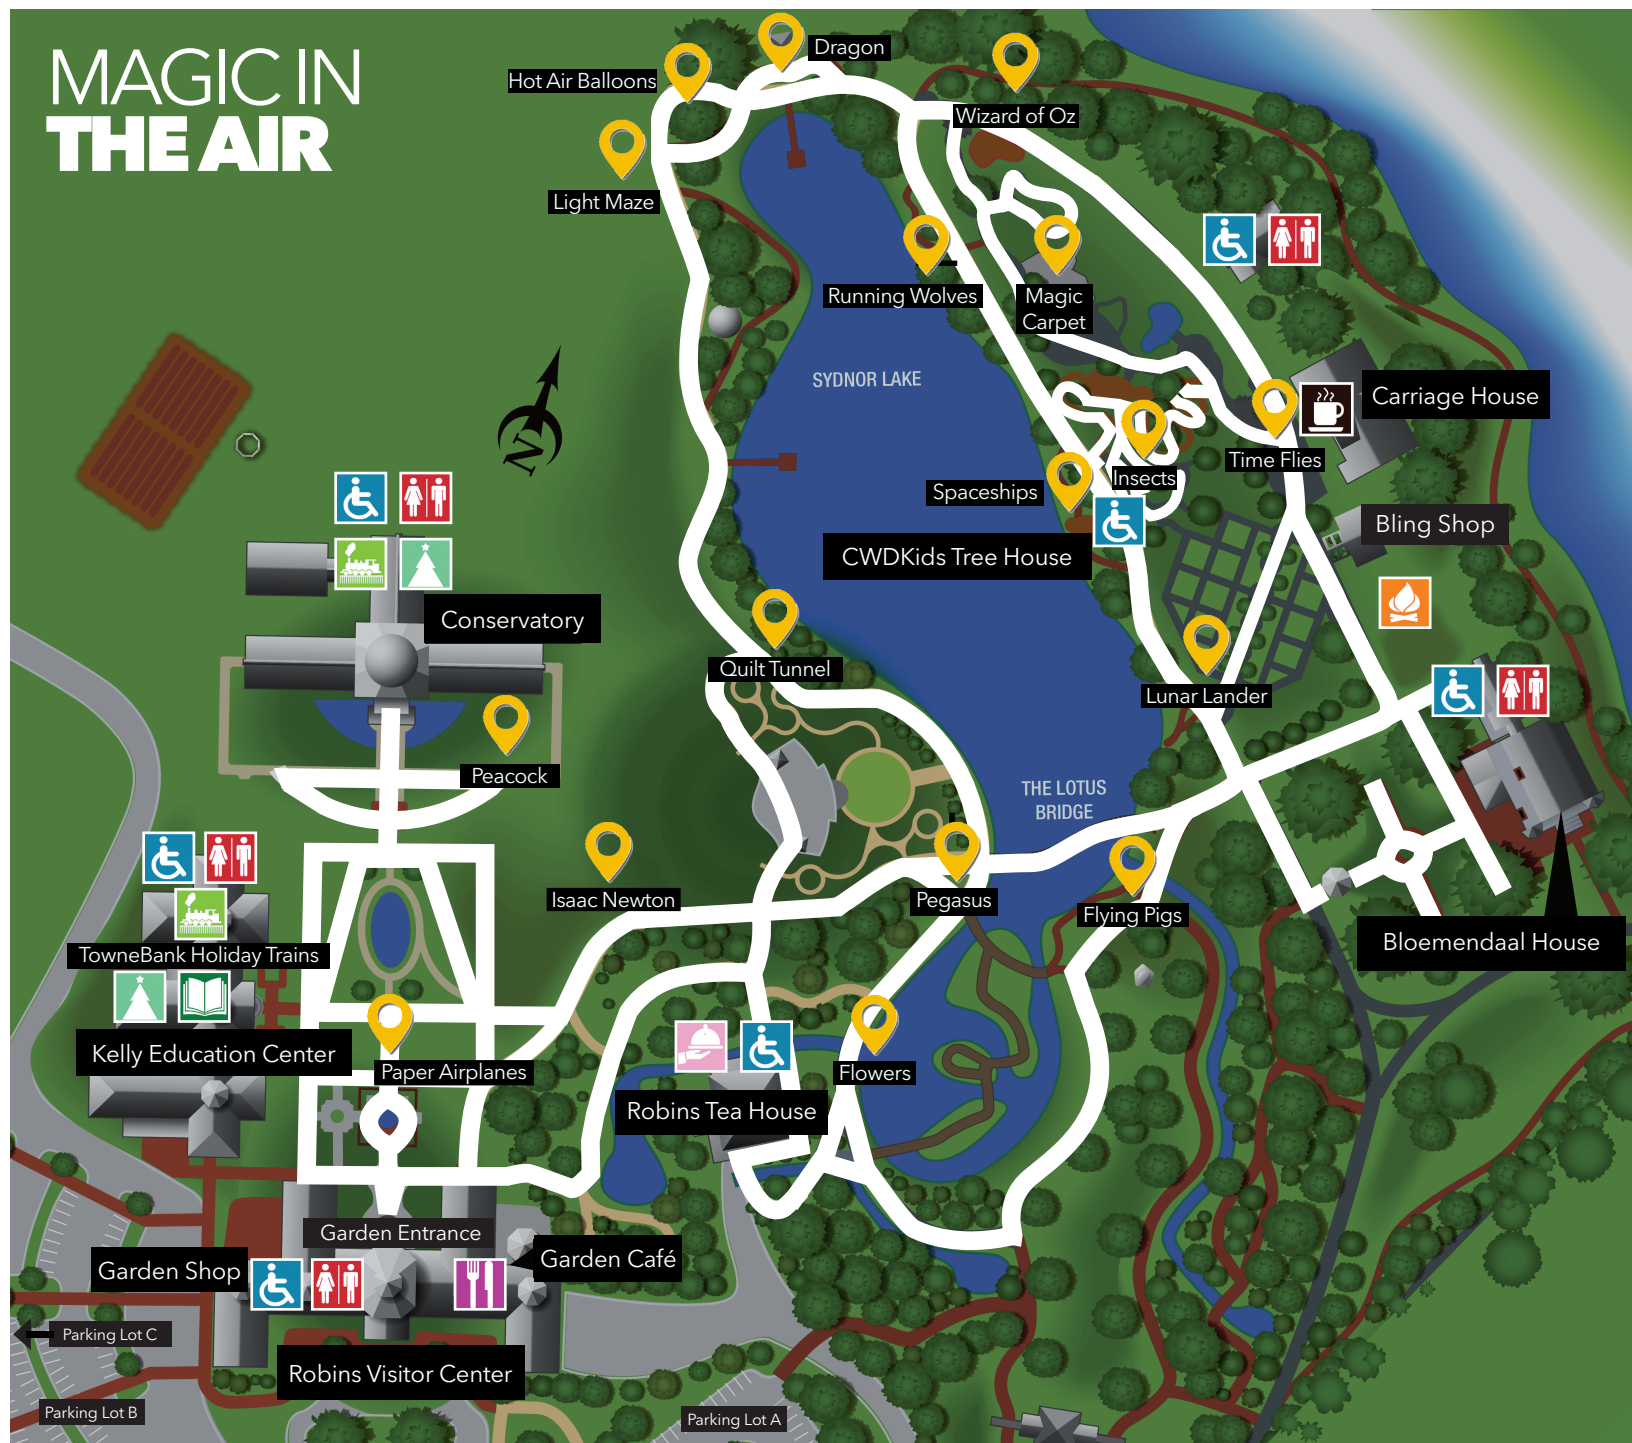 MAGIC IN
THE AIR
Dragon
Hot Air Balloons
Wizard of Oz
Light Maze
Running Wolves
Magic
Carpet
SYDNOR LAKE
Carriage House
Time Flies
Insects
Spaceships
Bling Shop
CWDKids Tree House
N
Conservatory
Quilt Tunnel
Lunar Lander
Peacock
THE LOTUS
BRIDGE
Isaac Newton
Pegasus
Flying Pigs
Bloemendaal House
TowneBank Holiday Trains
Kelly Education Center
Paper Airplanes
Flowers
Robins Tea House
Garden Entrance
Garden Café
Garden Shop
Parking Lot C
Robins Visitor Center
Parking Lot B
Parking Lot A